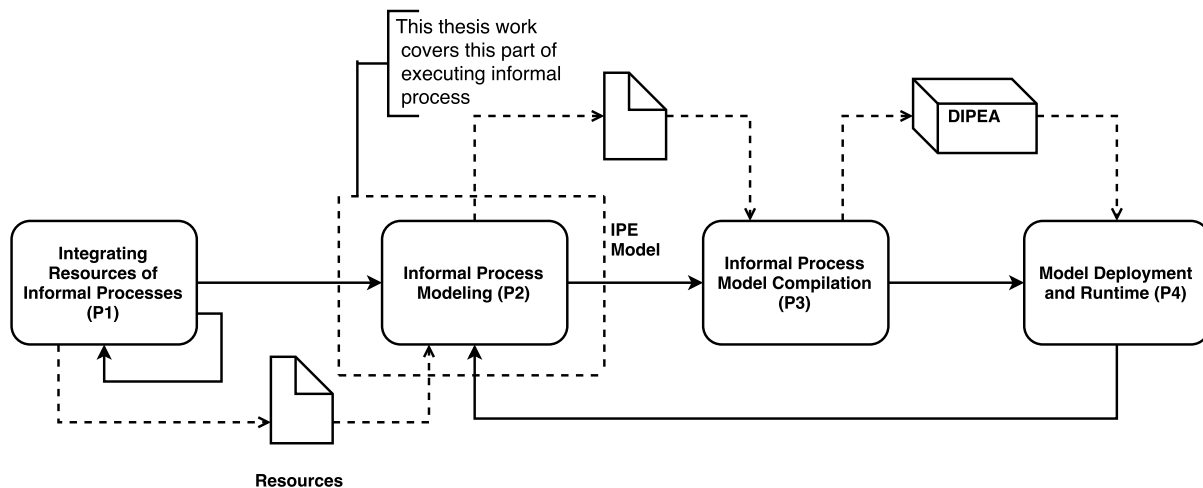 This thesis work
covers this part of
executing informal
process
DIPEA
IPE
Model
Integrating
Resources of
Informal Processes
(P1)
Informal Process
Modeling (P2)
Informal Process
Model Compilation
(P3)
Model Deployment
and Runtime (P4)
Resources